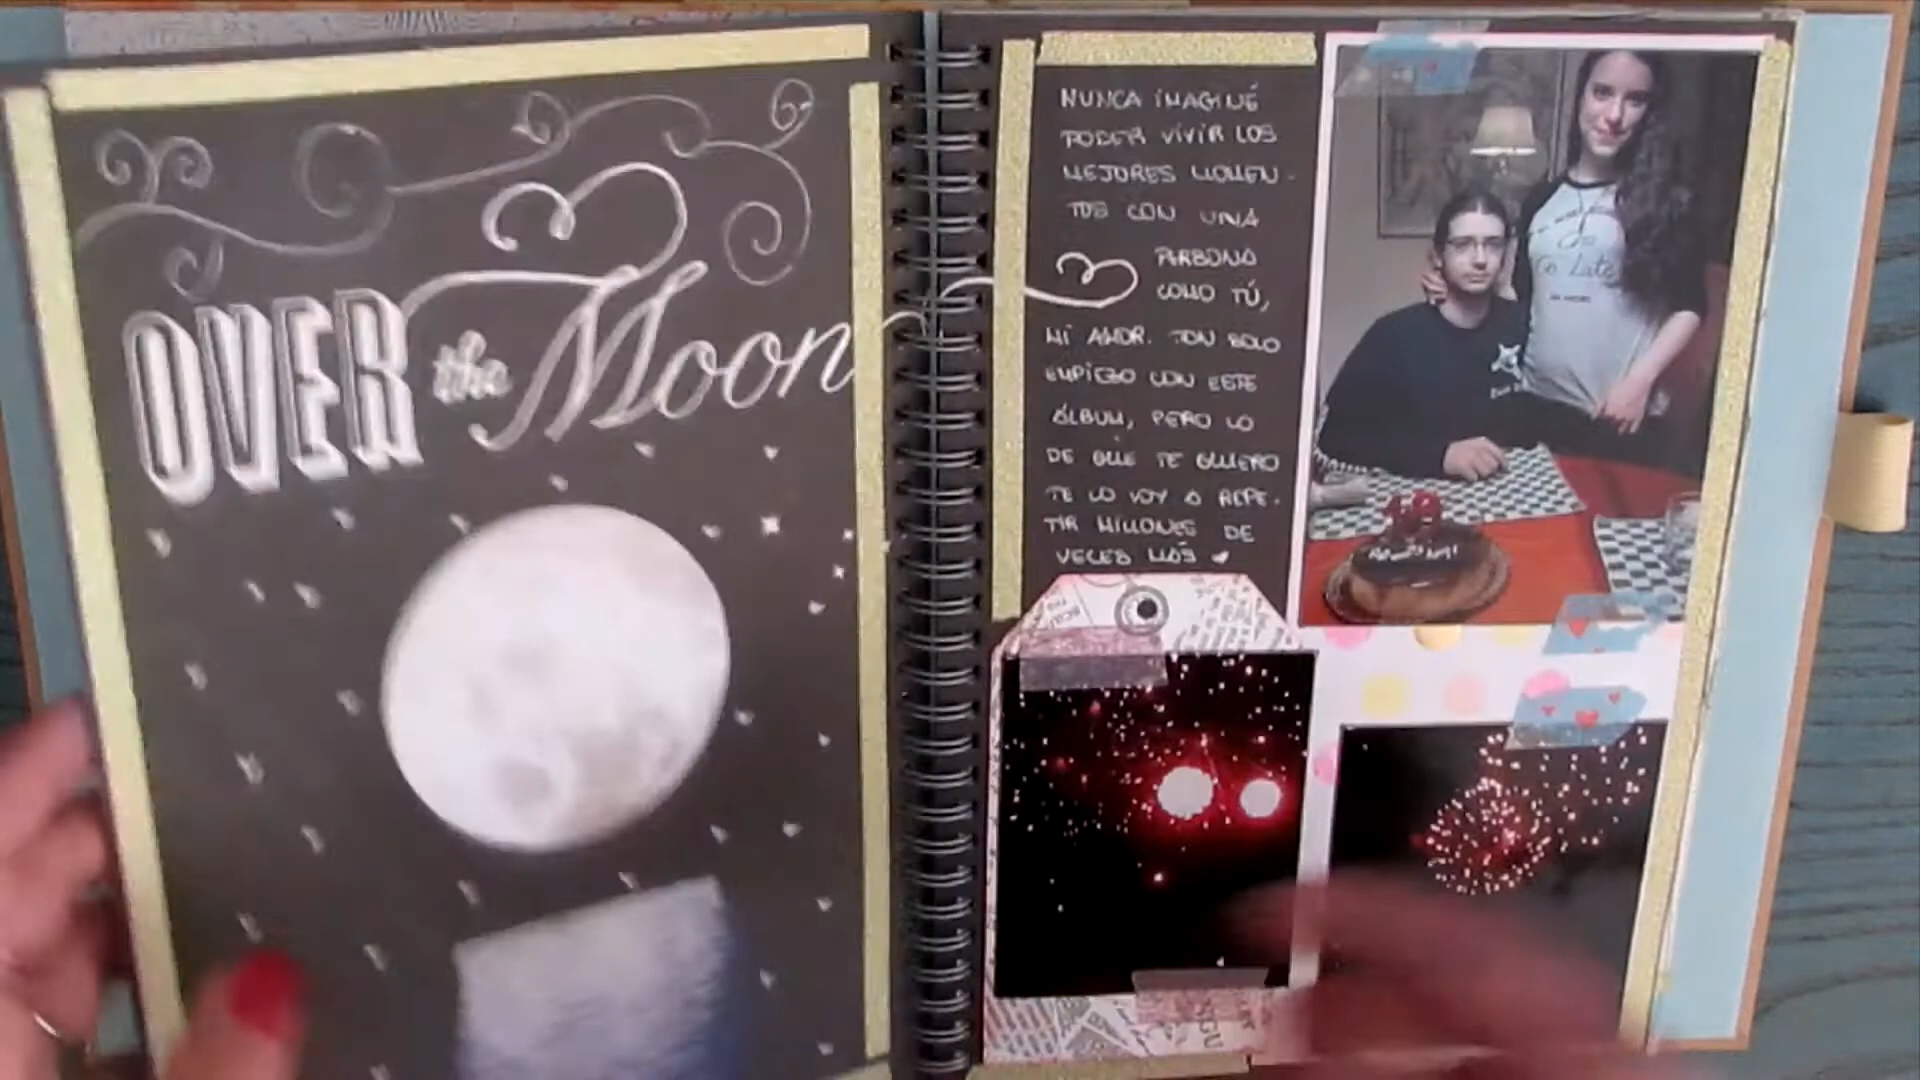 OVER the Moon
NUNCA IMAGINÉ
PODER VIVIR LOS
MEJORES MOMEN-
TOS CON UNA
PERSONA
COMO TÚ,
MI AMOR. TAN SOLO
EMPIEZO CON ESTE
ÁLBUM, PERO LO
DE QUE TE QUIERO
TE LO VOY A REPE-
TIR MILLONES DE
VECES MÁS
Late